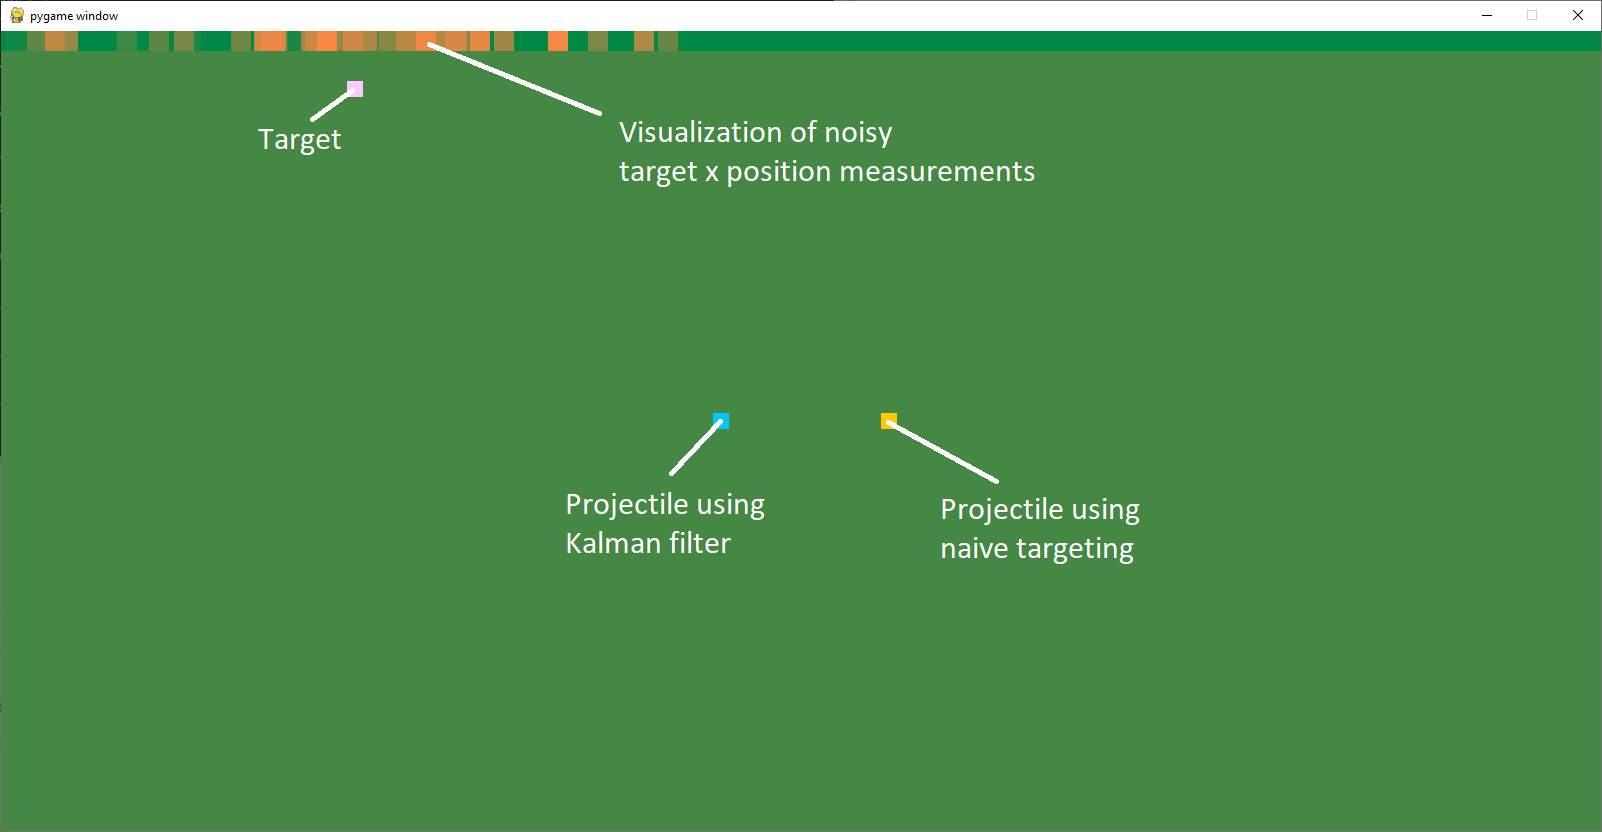 pygame window
Target
Visualization of noisy
target x position measurements
Projectile using
Kalman filter
Projectile using
naive targeting